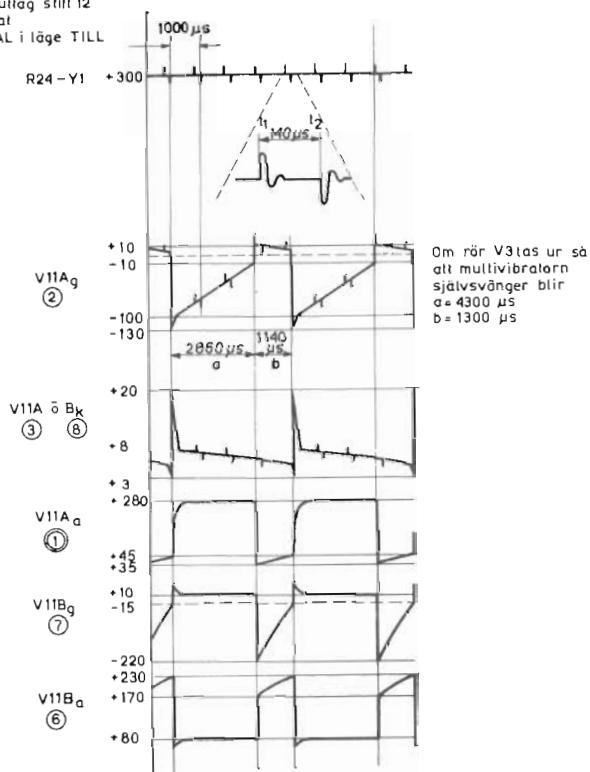 uttag stift 12
at
AL i läge TILL
1000 µs
R24-Y1 +300
t1 t2
140 µs
+10
-10
V11Ag
②
-100
-130
Om rör V3 tas ur så
att multivibratorn
självsvänger blir
a = 4300 µs
b = 1300 µs
2860 µs
a
1140
µs
b
+20
V11A o Bk
③ ⑧
+8
+3
+280
V11Aa
①
+45
+35
+10
V11Bg
-15
⑦
-220
+230
V11Ba
+170
⑥
+80